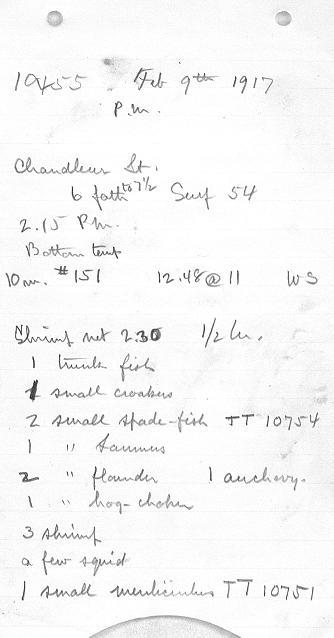 10455 Feb 9th 1917
P.m.
Chandleur St.
6 fath to 7 1/2 Surf 54
2.15 P.m.
Bottom temp
10 m. #151 12.48 @ 11 WS
Shrimp net 2.30 1/2 hr.
1 trunk fish
1 small croakers
2 small spade-fish TT 10754
1 "
2 " flounder 1 anchovy.
1 " hog-choker
3 shrimp
a few squid
1 small menticirrhus TT 10751